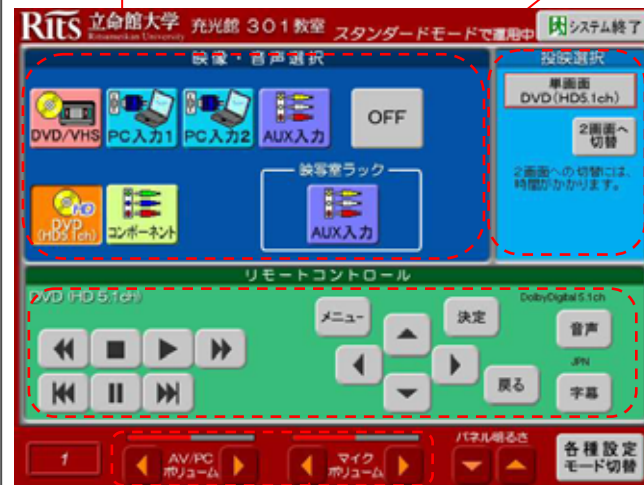 RiTS 立命館大学 充光館 301教室 スタンダードモードで運用中 システム終了
Ritsumeikan University
映像・音声選択
投映選択
DVD/VHS
PC入力1
PC入力2
AUX入力
OFF
単画面
DVD(HD5.1ch)
2画面へ
切替
2画面への切替には、
時間がかかります。
映写室ラック
DVD
(HD5.1ch)
コンポーネント
AUX入力
リモートコントロール
DVD (HD 5.1ch)
DolbyDigital 5.1ch
メニュー
決定
音声
JPN
戻る
字幕
1
AV/PC
ボリューム
マイク
ボリューム
パネル明るさ
各種設定
モード切替